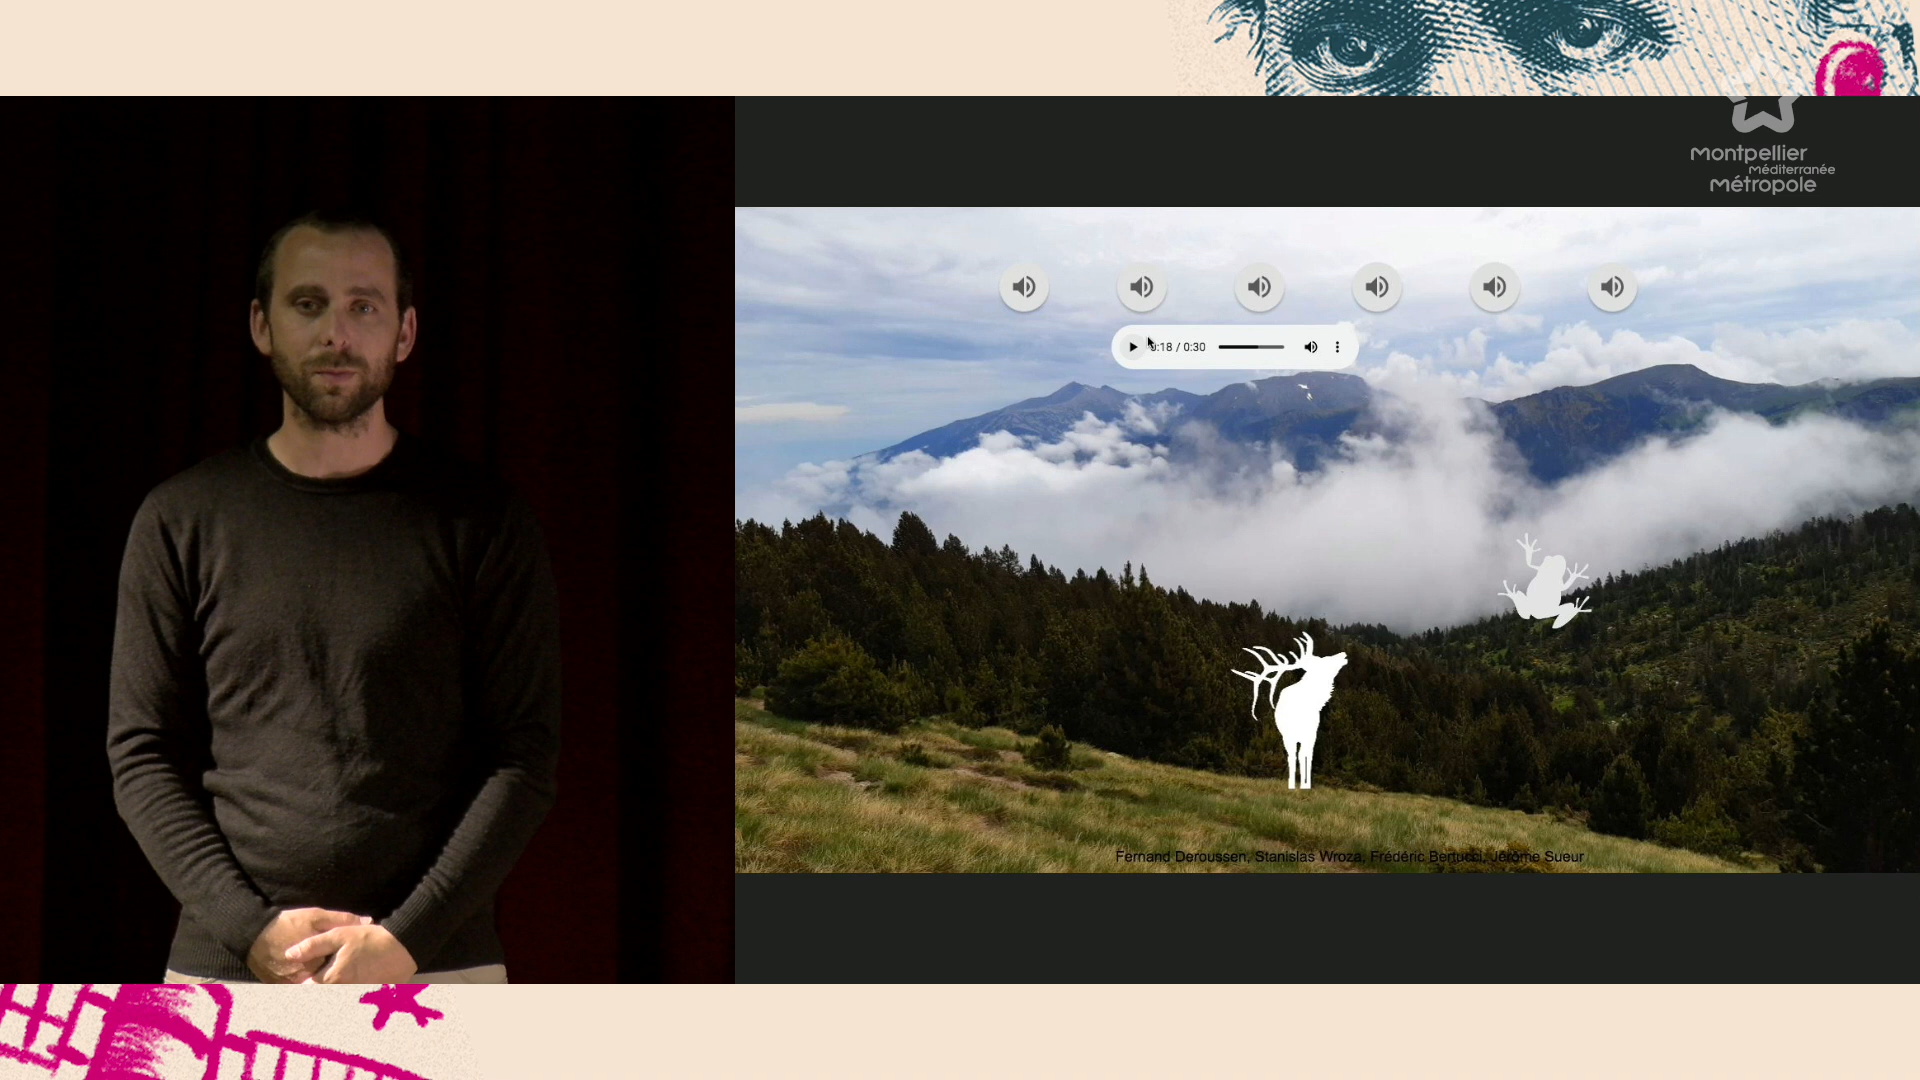 montpellier
méditerranée
métropole
0:18 / 0:30
Fernand Deroussen, Stanislas Wroza, Frédéric Bertucci, Jérôme Sueur